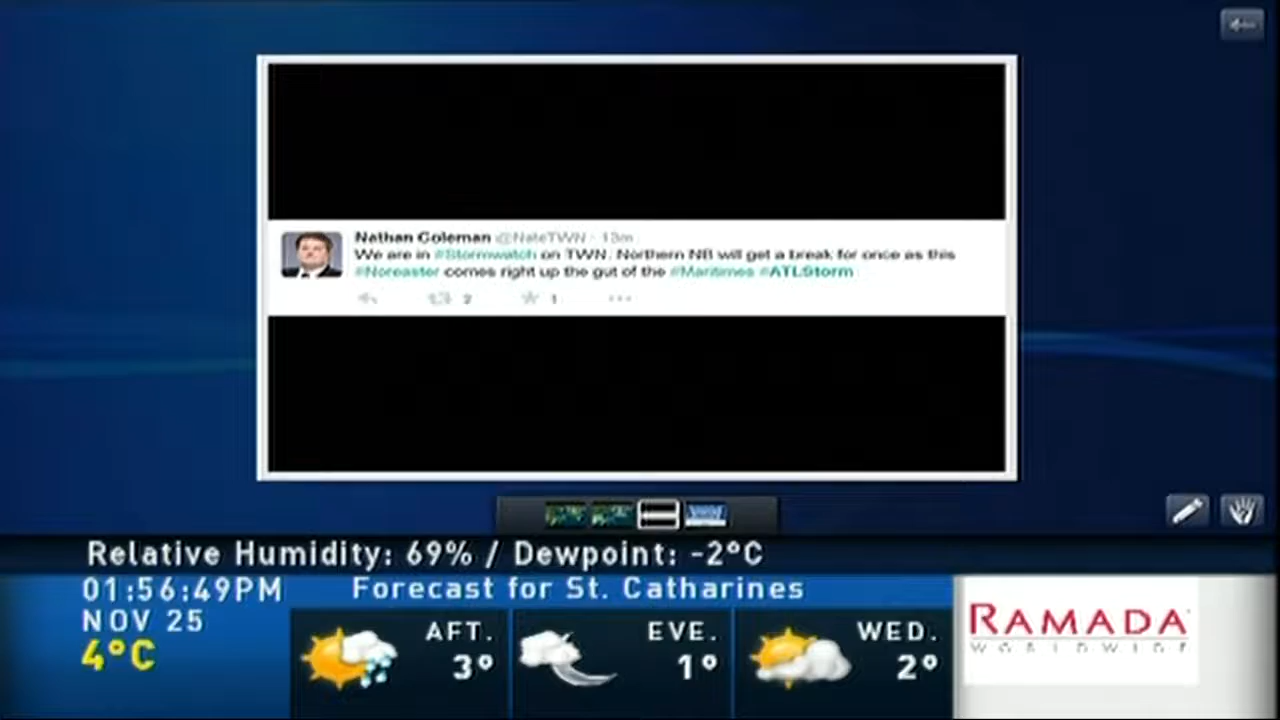 Nathan Coleman @NateTWN · 13m
We are in #Stormwatch on TWN. Northern NB will get a break for once as this
#Noreaster comes right up the gut of the #Maritimes #ATLStorm
2 1
Relative Humidity: 69% / Dewpoint: -2°C
01:56:49PM
Forecast for St. Catharines
NOV 25
4°C
AFT.
3°
EVE.
1°
WED.
2°
RAMADA
WORLDWIDE